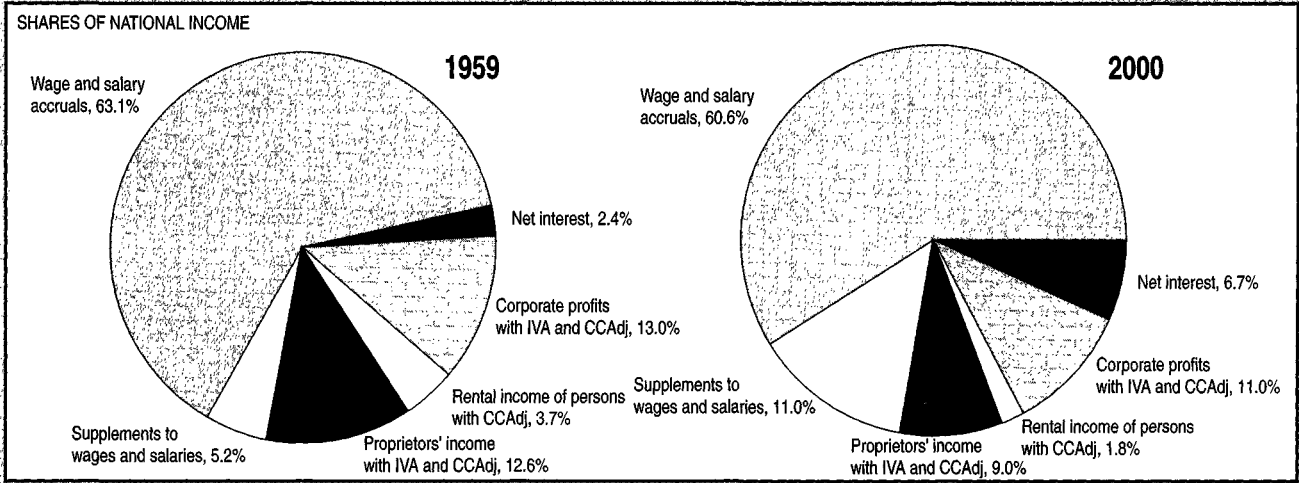 SHARES OF NATIONAL INCOME
1959
Wage and salary
accruals, 63.1%
Net interest, 2.4%
Corporate profits
with IVA and CCAdj, 13.0%
Rental income of persons
with CCAdj, 3.7%
Proprietors' income
with IVA and CCAdj, 12.6%
Supplements to
wages and salaries, 5.2%
2000
Wage and salary
accruals, 60.6%
Net interest, 6.7%
Corporate profits
with IVA and CCAdj, 11.0%
Rental income of persons
with CCAdj, 1.8%
Proprietors' income
with IVA and CCAdj, 9.0%
Supplements to
wages and salaries, 11.0%